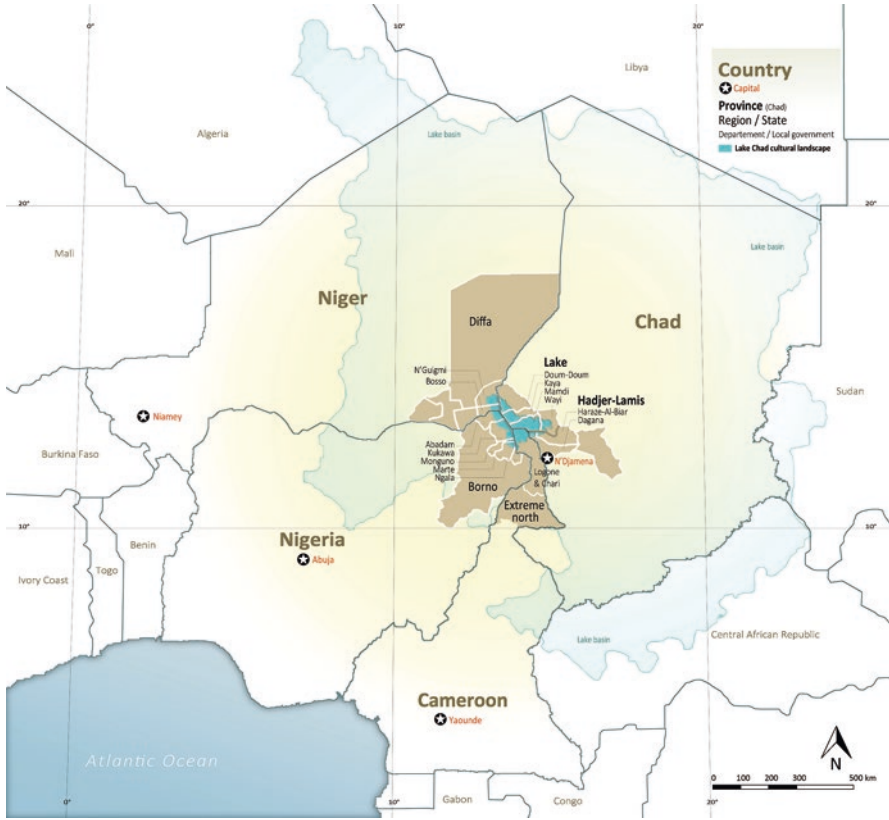 0°
10°
20°
Libya
Country
Capital
Province (Chad)
Region / State
Departement / Local government
Lake Chad cultural landscape
Algeria
Lake basin
20°
20°
Mali
Lake basin
Niger
Diffa
Chad
N'Guigmi
Bosso
Lake
Doum-Doum
Kaya
Mamdi
Wayi
Hadjer-Lamis
Haraze-Al-Biar
Dagana
Sudan
Niamey
Burkina Faso
Abadam
Kukawa
Monguno
Marte
Ngala
N'Djamena
Logone
& Chari
Borno
Extreme
north
10°
10°
Nigeria
Abuja
Benin
Togo
Ivory Coast
Lake basin
Central African Republic
Cameroon
Yaounde
Atlantic Ocean
N
0 100 200 300 500 km
0°
10°
20°
Gabon
Congo